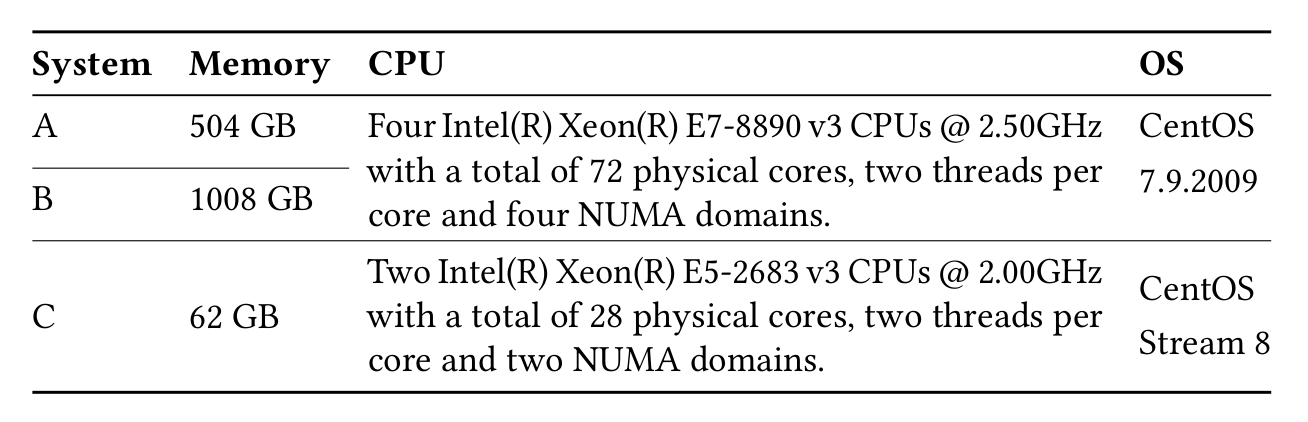 System Memory CPU OS
A 504 GB Four Intel(R) Xeon(R) E7-8890 v3 CPUs @ 2.50GHz CentOS
with a total of 72 physical cores, two threads per 7.9.2009
B 1008 GB core and four NUMA domains.
Two Intel(R) Xeon(R) E5-2683 v3 CPUs @ 2.00GHz CentOS
C 62 GB with a total of 28 physical cores, two threads per
core and two NUMA domains. Stream 8